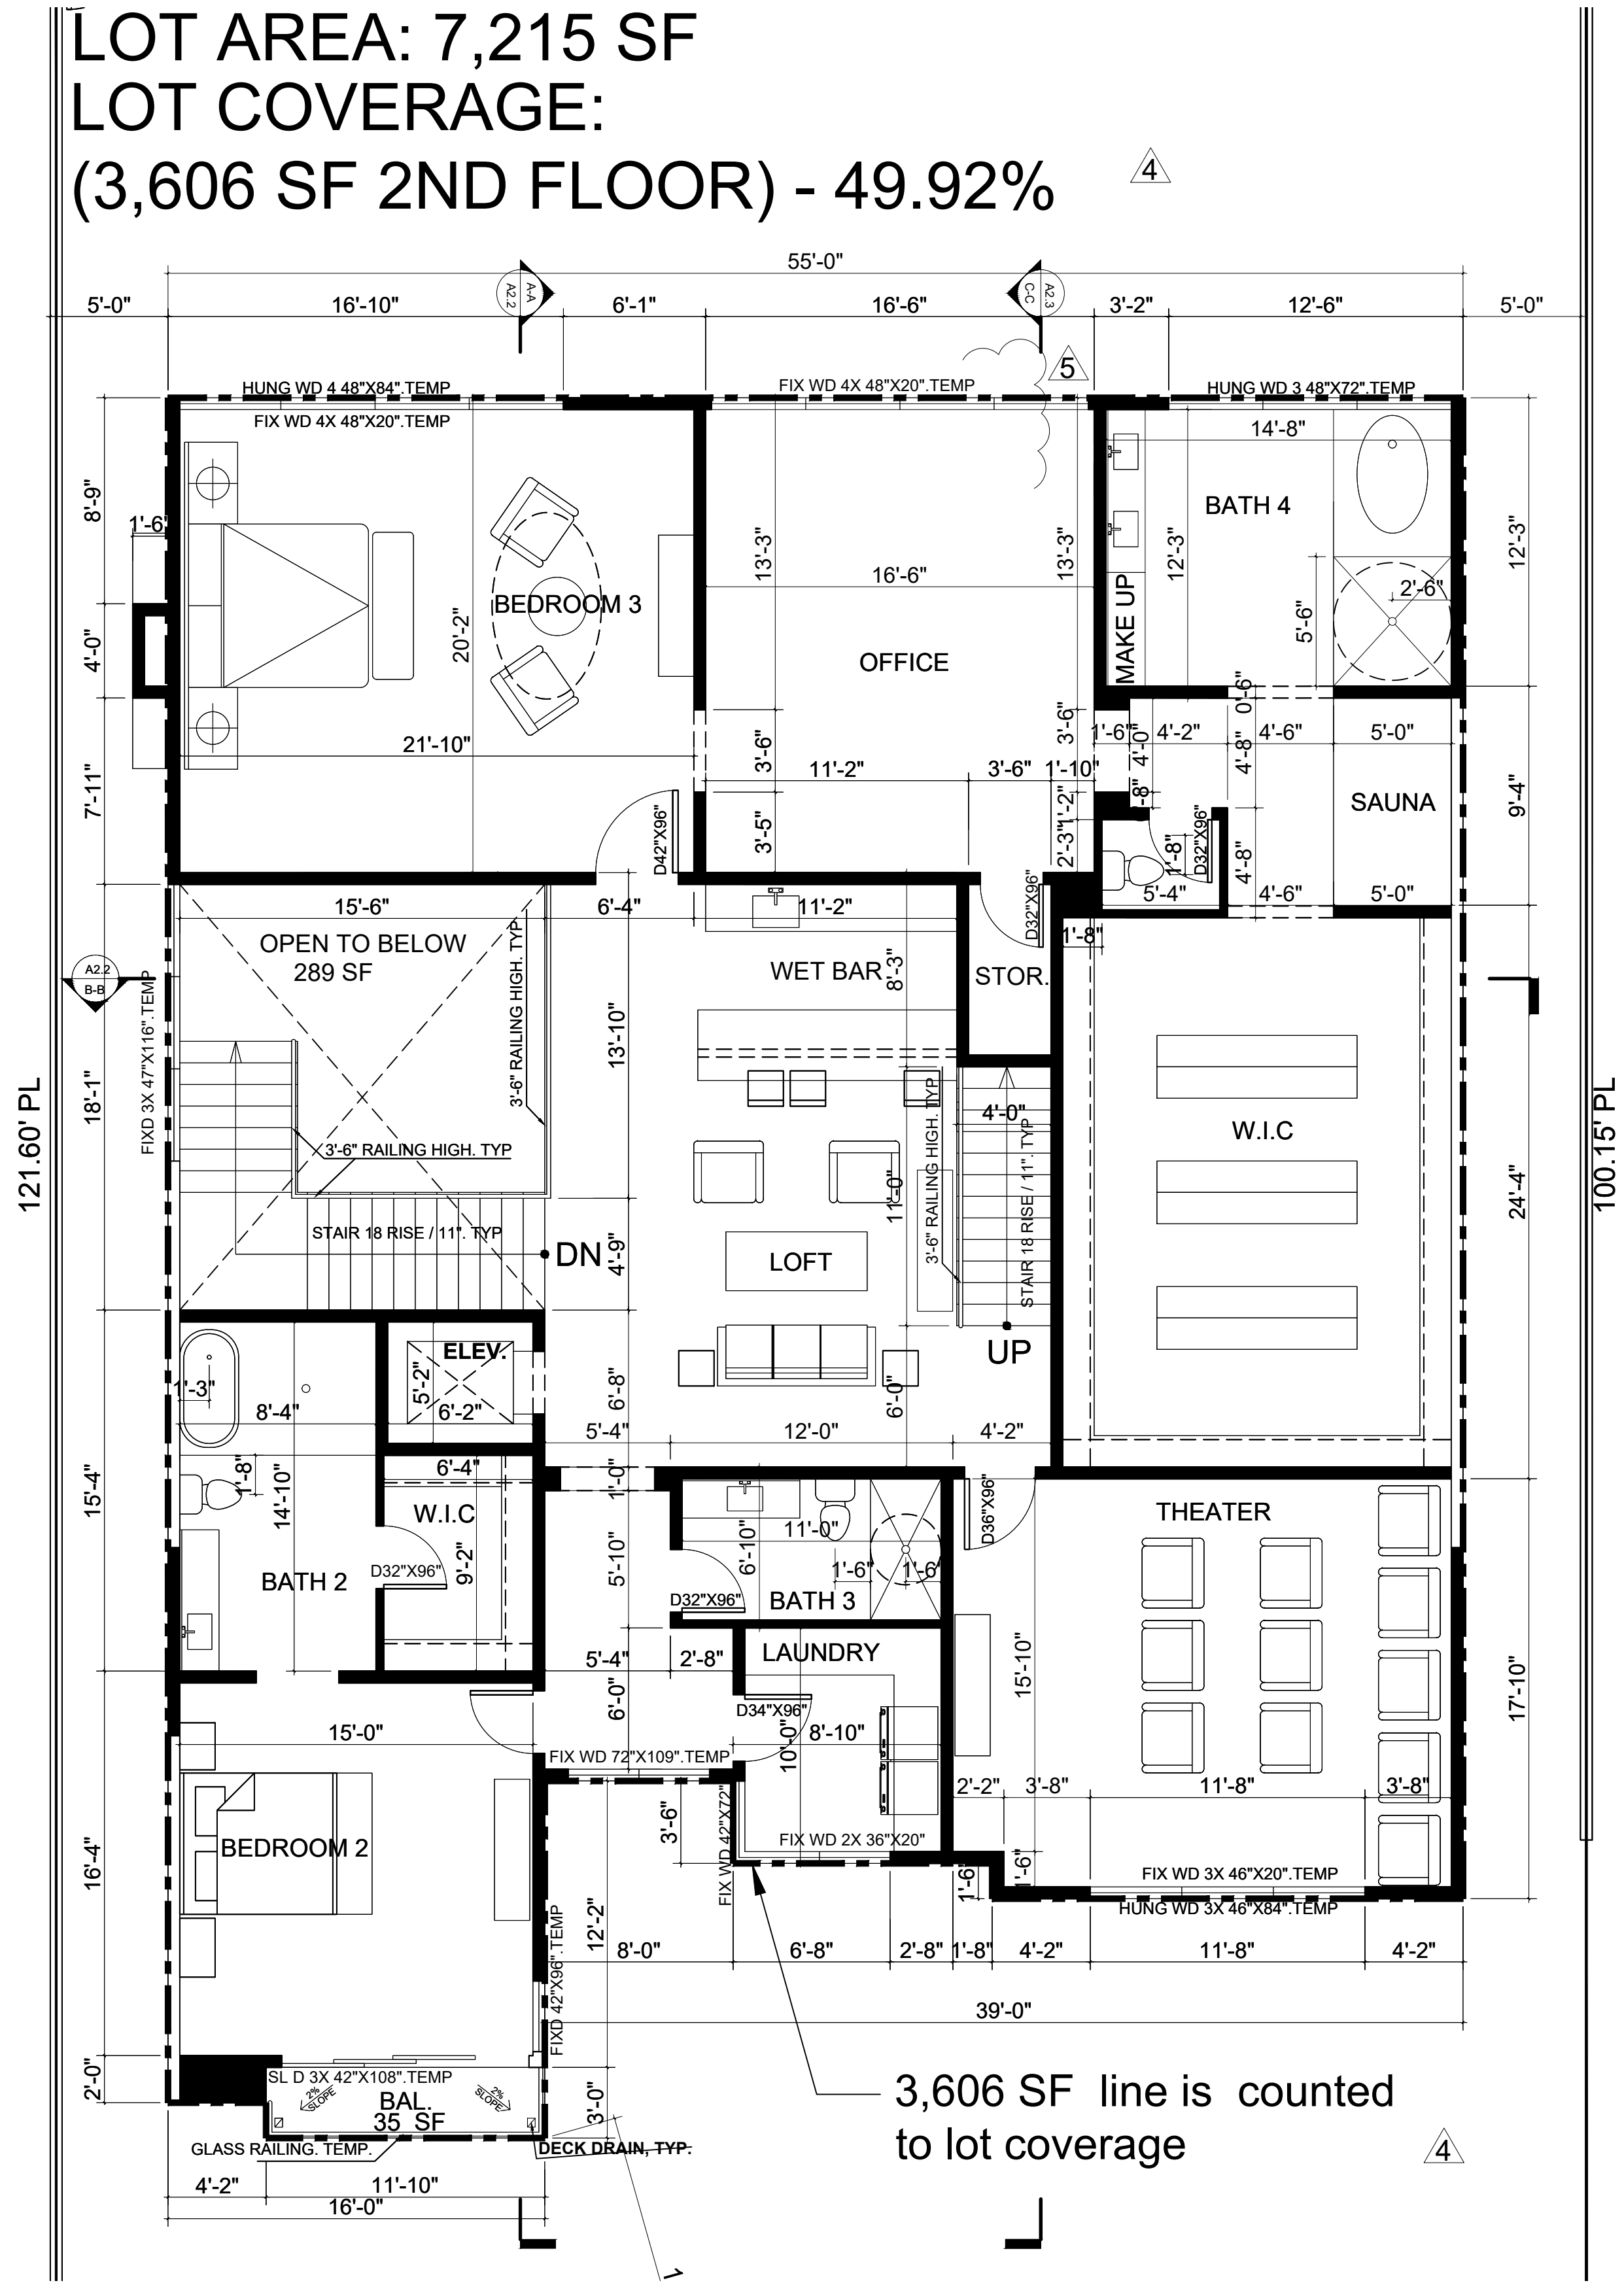 LOT AREA: 7,215 SF
LOT COVERAGE:
(3,606 SF 2ND FLOOR) - 49.92%
4
55'-0"
5'-0"
16'-10"
A-A
A2.2
6'-1"
16'-6"
A2.3
C-C
3'-2"
12'-6"
5'-0"
5
HUNG WD 4 48"X84".TEMP
FIX WD 4X 48"X20".TEMP
HUNG WD 3 48"X72".TEMP
FIX WD 4X 48"X20".TEMP
14'-8"
8'-9"
1'-6"
BATH 4
13'-3"
13'-3"
12'-3"
12'-3"
16'-6"
2'-6"
BEDROOM 3
20'-2"
MAKE UP
5'-6"
4'-0"
OFFICE
0'-6"
3'-6"
1'-6"
4'-2"
4'-6"
5'-0"
21'-10"
3'-6"
4'-0"
4'-8"
11'-2"
3'-6"
1'-10"
7'-11"
SAUNA
9'-4"
1'-2"
D42"X96"
3'-5"
2'-3"
1'-8"
D32"X96"
4'-8"
5'-4"
4'-6"
5'-0"
15'-6"
6'-4"
11'-2"
D32"X96"
1'-8"
OPEN TO BELOW
289 SF
3'-6" RAILING HIGH. TYP
WET BAR
8'-3"
STOR.
A2.2
B-B
FIXD 3X 47"X116".TEMP
13'-10"
18'-1"
121.60' PL
100.15' PL
4'-0"
W.I.C
3'-6" RAILING HIGH. TYP
3'-6" RAILING HIGH. TYP
11'-0"
STAIR 18 RISE / 11". TYP
24'-4"
STAIR 18 RISE / 11". TYP
DN
4'-9"
LOFT
UP
ELEV.
5'-2"
6'-2"
1'-3"
8'-4"
6'-8"
6'-0"
5'-4"
12'-0"
4'-2"
6'-4"
1'-8"
14'-10"
15'-4"
W.I.C
1'-0"
D36"X96"
THEATER
11'-0"
9'-2"
5'-10"
6'-10"
D32"X96"
1'-6"
1'-6"
BATH 2
D32"X96"
BATH 3
LAUNDRY
5'-4"
2'-8"
15'-10"
17'-10"
6'-0"
D34"X96"
15'-0"
10'-0"
8'-10"
FIX WD 72"X109".TEMP
2'-2"
3'-8"
11'-8"
3'-8"
3'-6"
FIX WD 42"X72"
FIX WD 2X 36"X20"
BEDROOM 2
16'-4"
1'-6"
1'-6"
FIX WD 3X 46"X20".TEMP
HUNG WD 3X 46"X84".TEMP
12'-2"
FIXD 42"X96".TEMP
8'-0"
6'-8"
2'-8"
1'-8"
4'-2"
11'-8"
4'-2"
39'-0"
2'-0"
SL D 3X 42"X108".TEMP
2%
SLOPE
2%
SLOPE
BAL.
35 SF
3'-0"
3,606 SF line is counted
to lot coverage
4
GLASS RAILING. TEMP.
DECK DRAIN, TYP.
4'-2"
11'-10"
16'-0"